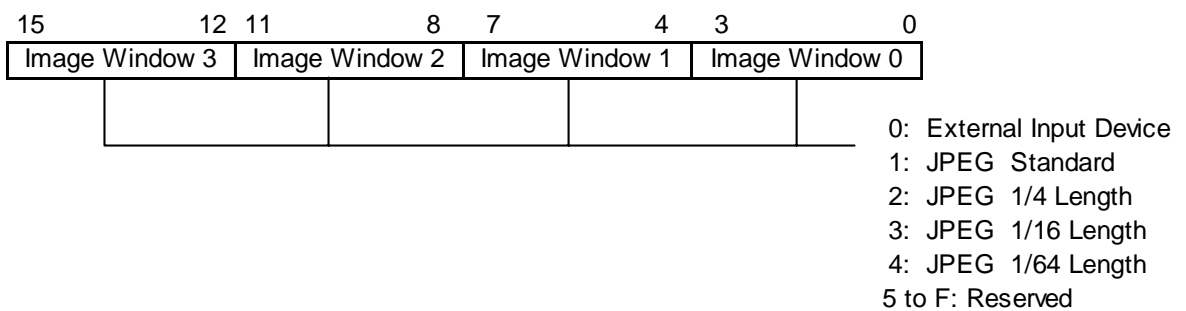 15 12 11 8 7 4 3 0
Image Window 3 Image Window 2 Image Window 1 Image Window 0
0: External Input Device
1: JPEG Standard
2: JPEG 1/4 Length
3: JPEG 1/16 Length
4: JPEG 1/64 Length
5 to F: Reserved